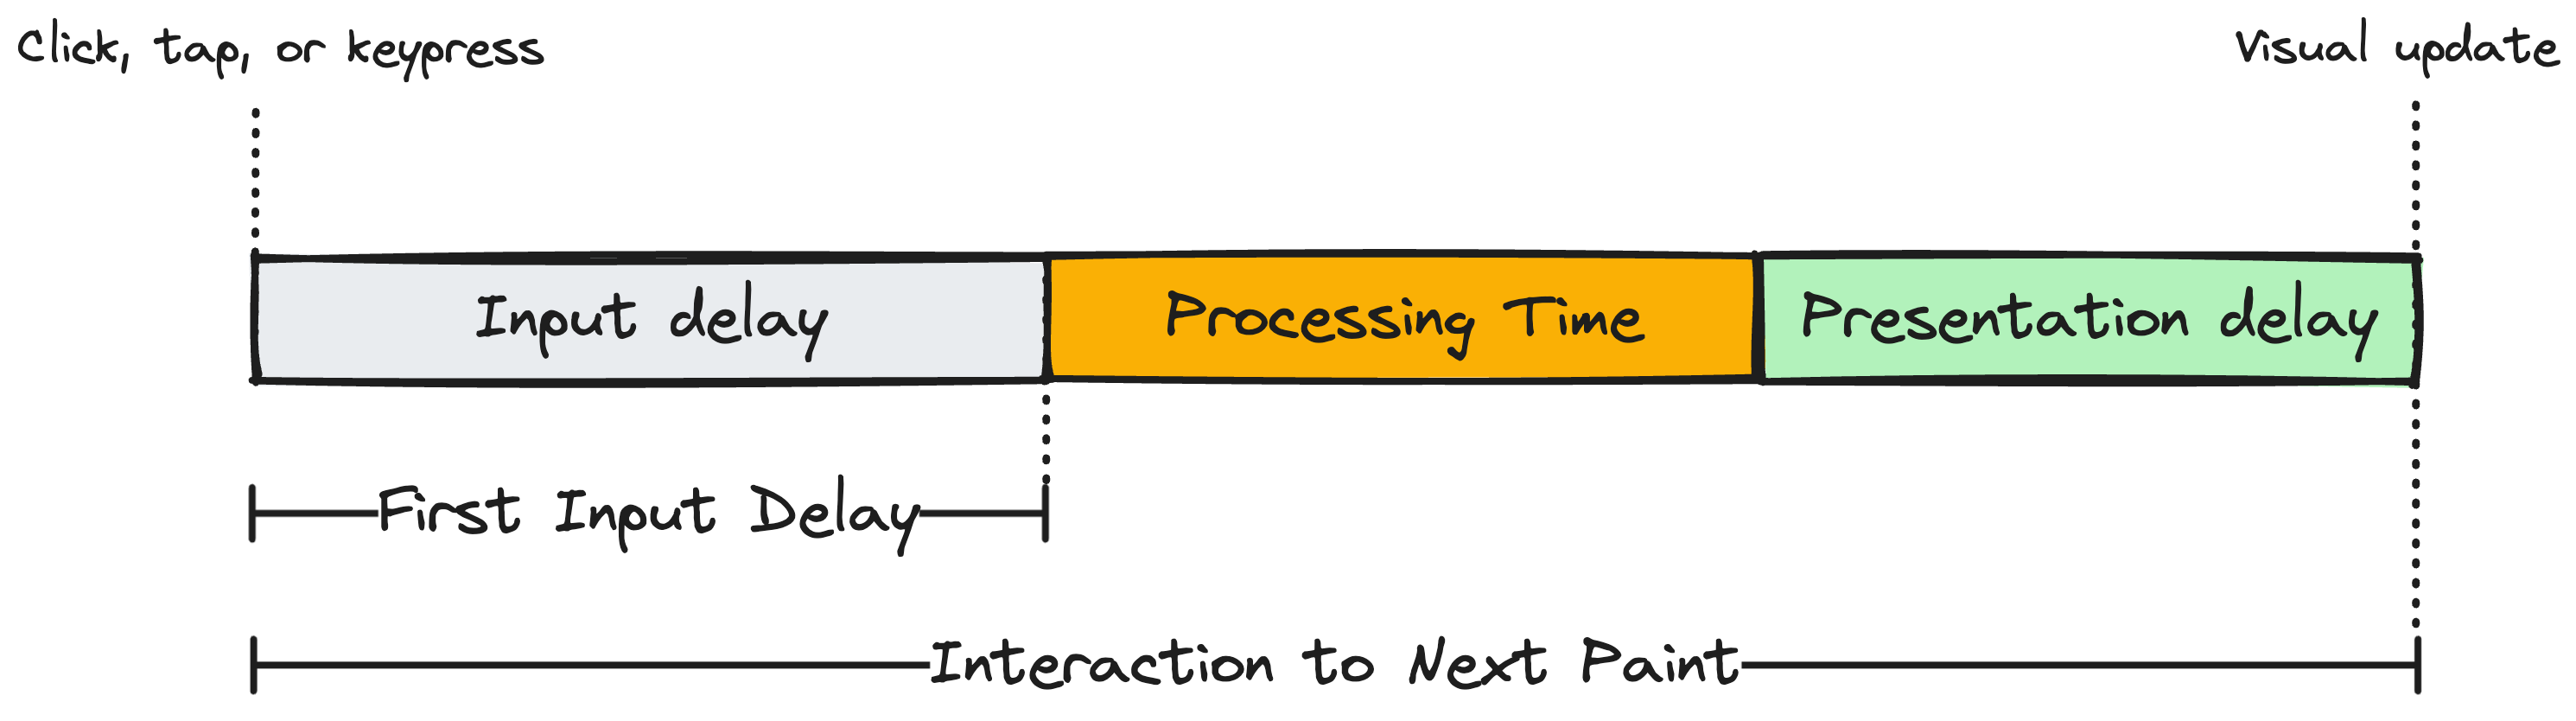 Click, tap, or keypress
Visual update
Input delay
Processing Time
Presentation delay
First Input Delay
Interaction to Next Paint